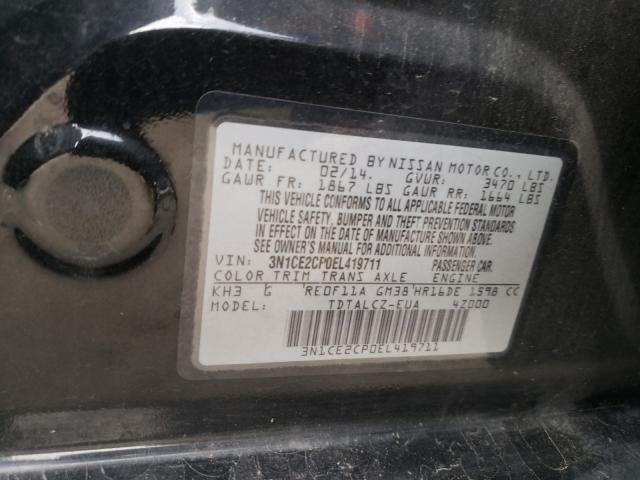 MANUFACTURED BY NISSAN MOTOR CO., LTD.
DATE: 02/14. GVWR: 3470 LBS
GAWR FR: 1867 LBS GAWR RR: 1664 LBS
THIS VEHICLE CONFORMS TO ALL APPLICABLE FEDERAL MOTOR
VEHICLE SAFETY, BUMPER AND THEFT PREVENTION STANDARDS
IN EFFECT ON THE DATE OF MANUFACTURE SHOWN ABOVE.
SEE OWNER'S MANUAL FOR ADDITIONAL INFORMATION.
VIN: 3N1CE2CP0EL419711 PASSENGER CAR.
COLOR TRIM TRANS AXLE ENGINE
KH3 G RE0F11A GM38 HR16DE 1598 CC
MODEL: TDTALCZ-EUA 4Z000
3N1CE2CP0EL419711